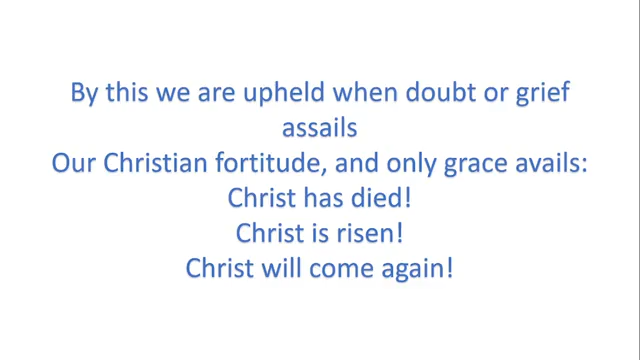 By this we are upheld when doubt or grief
assails
Our Christian fortitude, and only grace avails:
Christ has died!
Christ is risen!
Christ will come again!